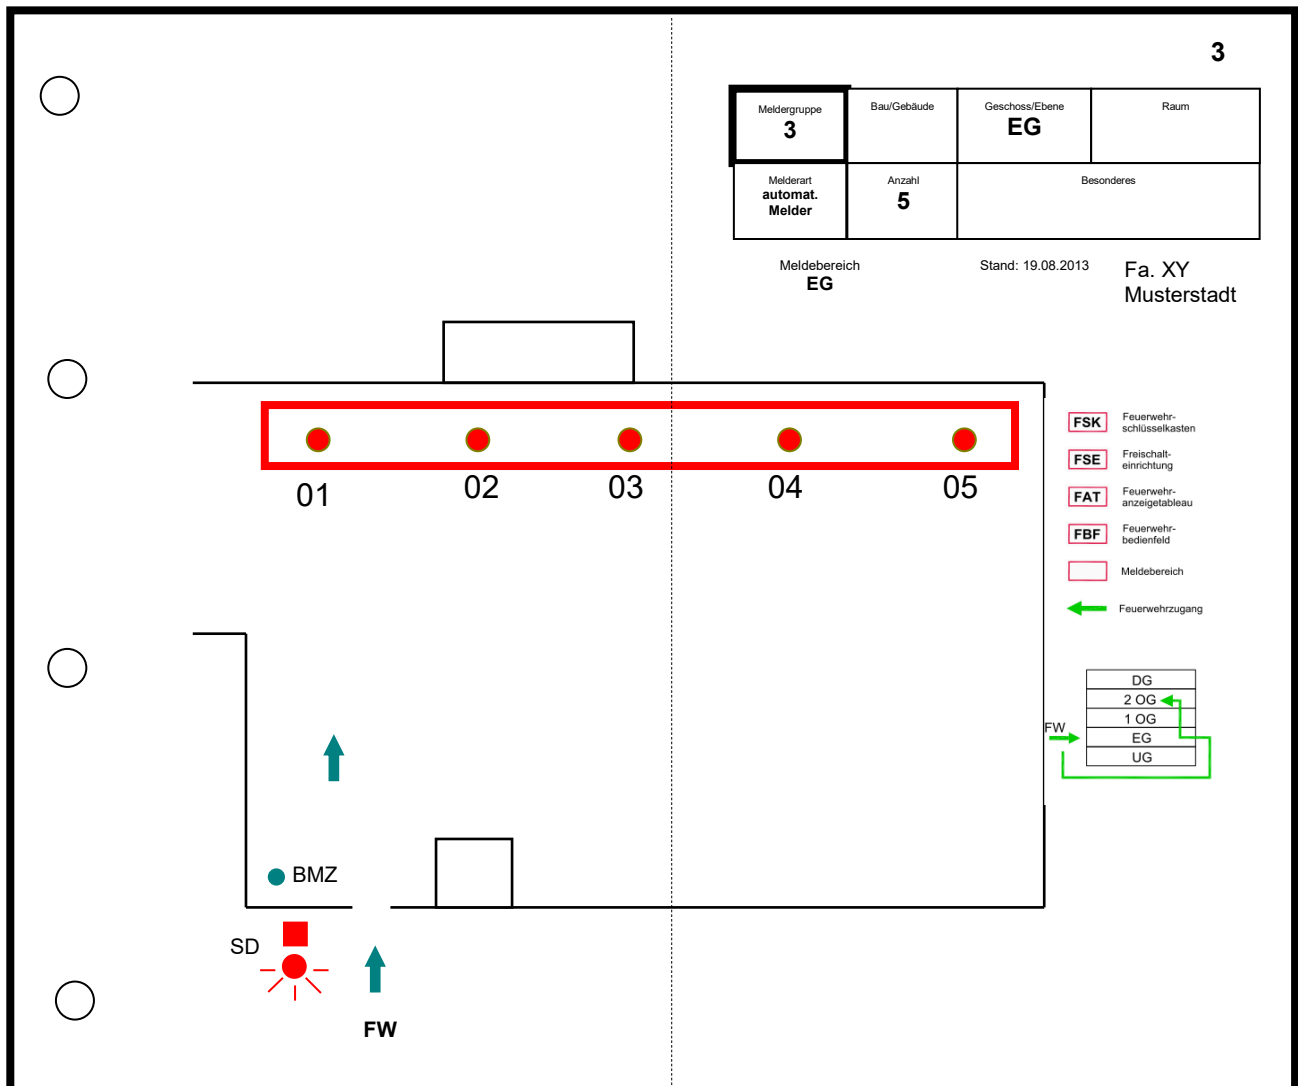 3
Meldergruppe
3
Bau/Gebäude
Geschoss/Ebene
EG
Raum
Melderart
automat.
Melder
Anzahl
5
Besonderes
Meldebereich
EG
Stand: 19.08.2013
Fa. XY
Musterstadt
01
02
03
04
05
FSK
Feuerwehr-
schlüsselkasten
FSE
Freischalt-
einrichtung
FAT
Feuerwehr-
anzeigetableau
FBF
Feuerwehr-
bedienfeld
Meldebereich
Feuerwehrzugang
DG
2 OG
1 OG
FW
EG
UG
BMZ
SD
FW